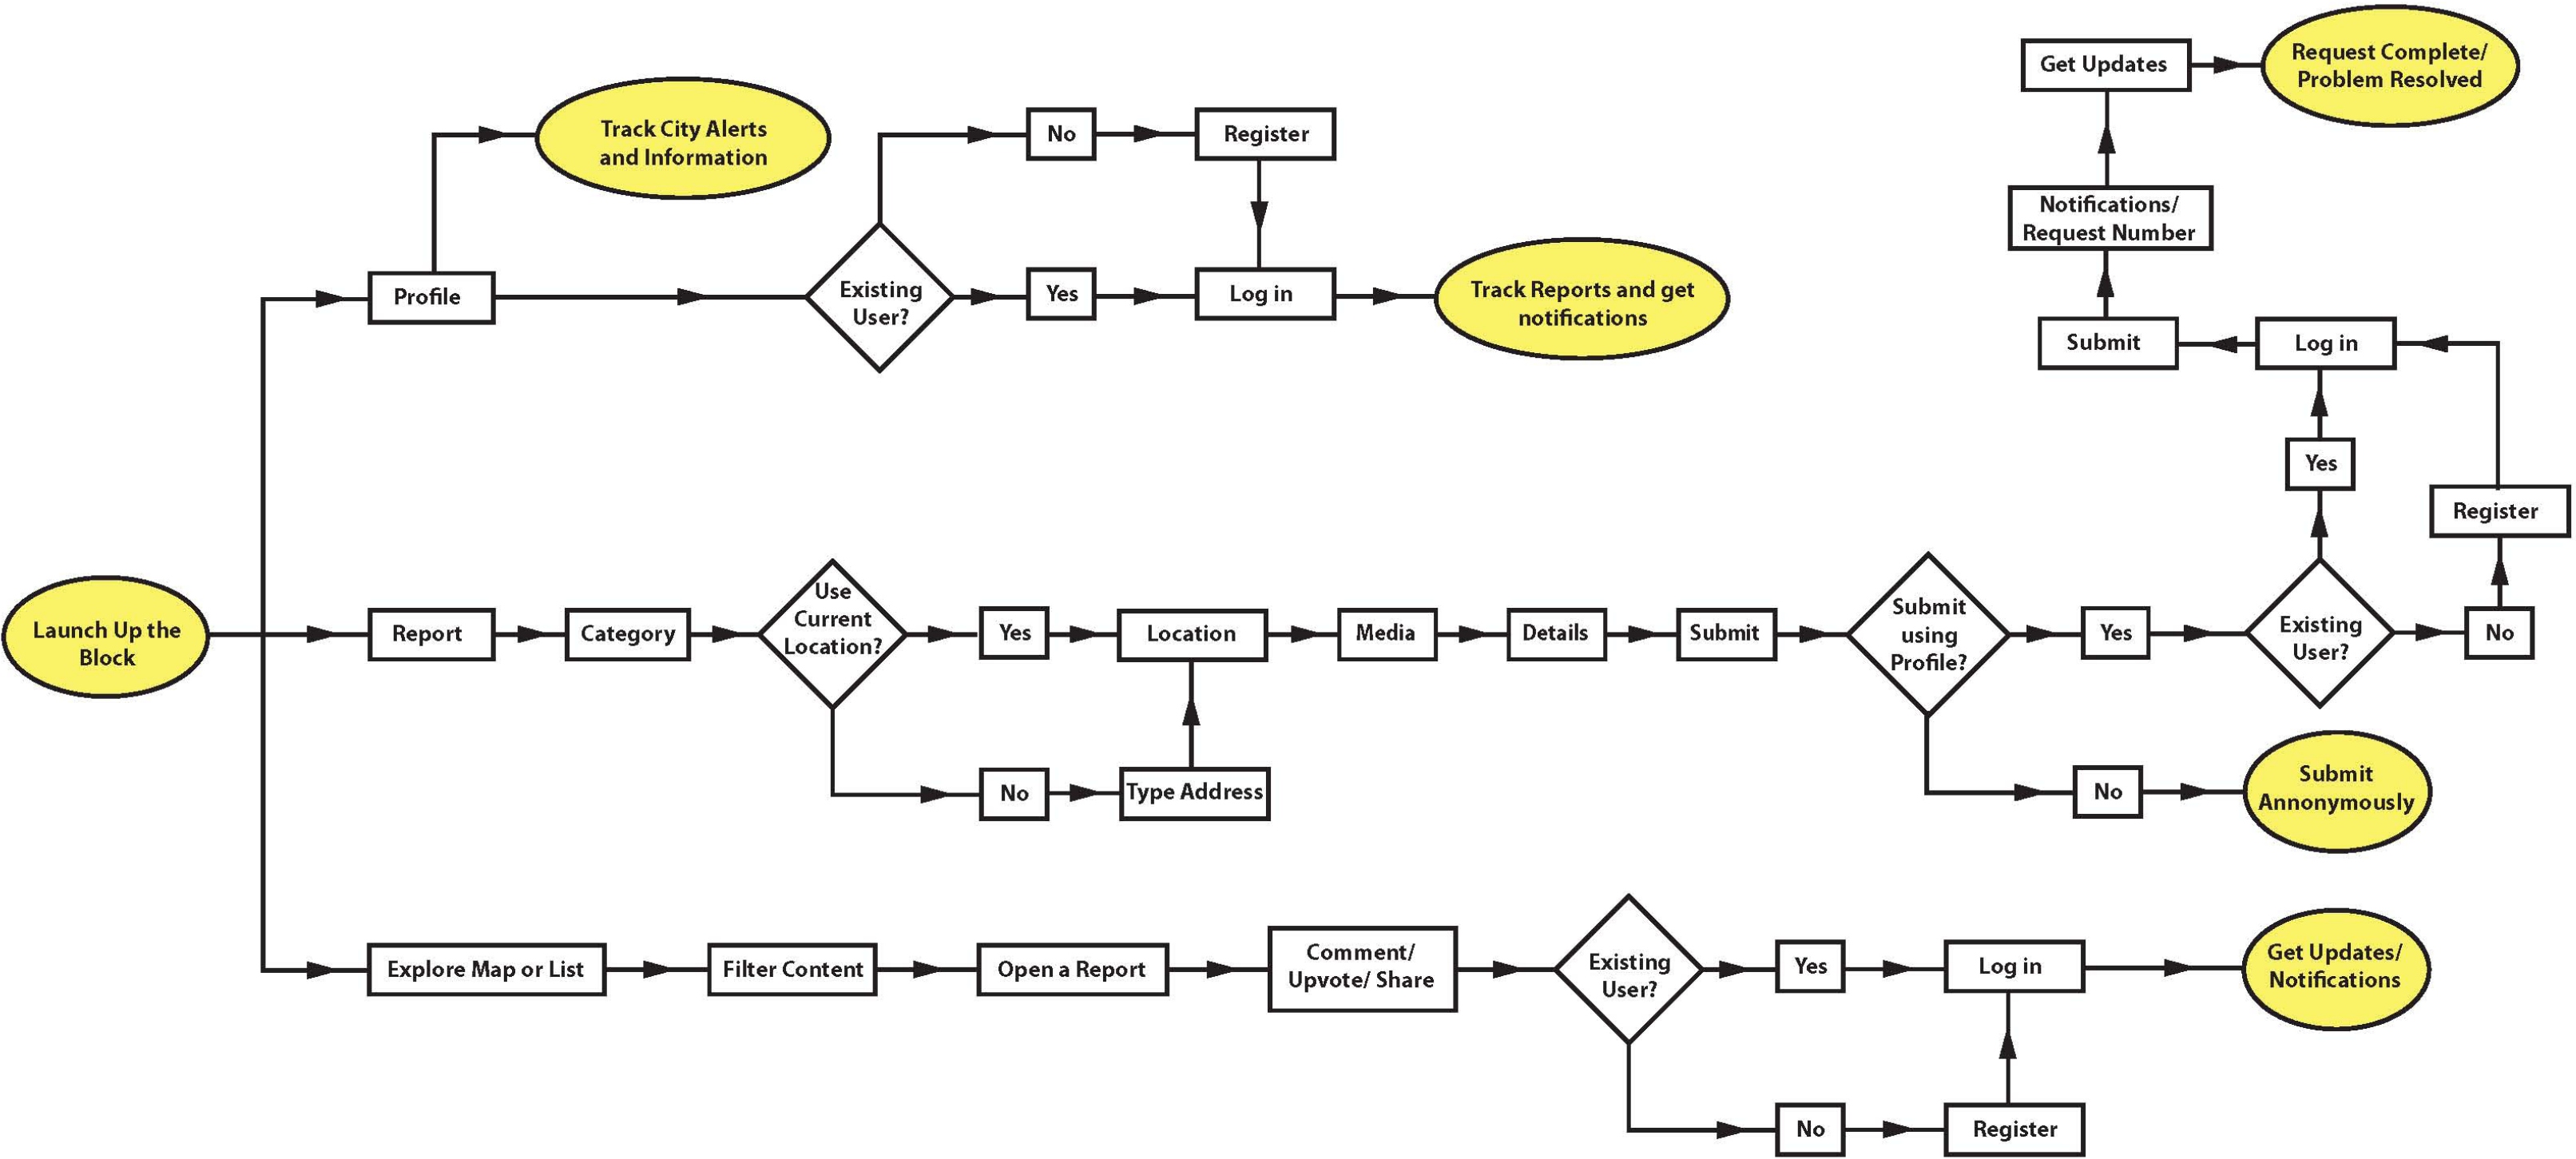 Get Updates
Request Complete/
Problem Resolved
Track City Alerts
and Information
No
Register
Notifications/
Request Number
Profile
Existing
User?
Yes
Log in
Track Reports and get
notifications
Submit
Log in
Yes
Register
Launch Up the
Block
Report
Category
Use
Current
Location?
Yes
Location
Media
Details
Submit
Submit
using
Profile?
Yes
Existing
User?
No
No
Type Address
No
Submit
Annonymously
Explore Map or List
Filter Content
Open a Report
Comment/
Upvote/ Share
Existing
User?
Yes
Log in
Get Updates/
Notifications
No
Register